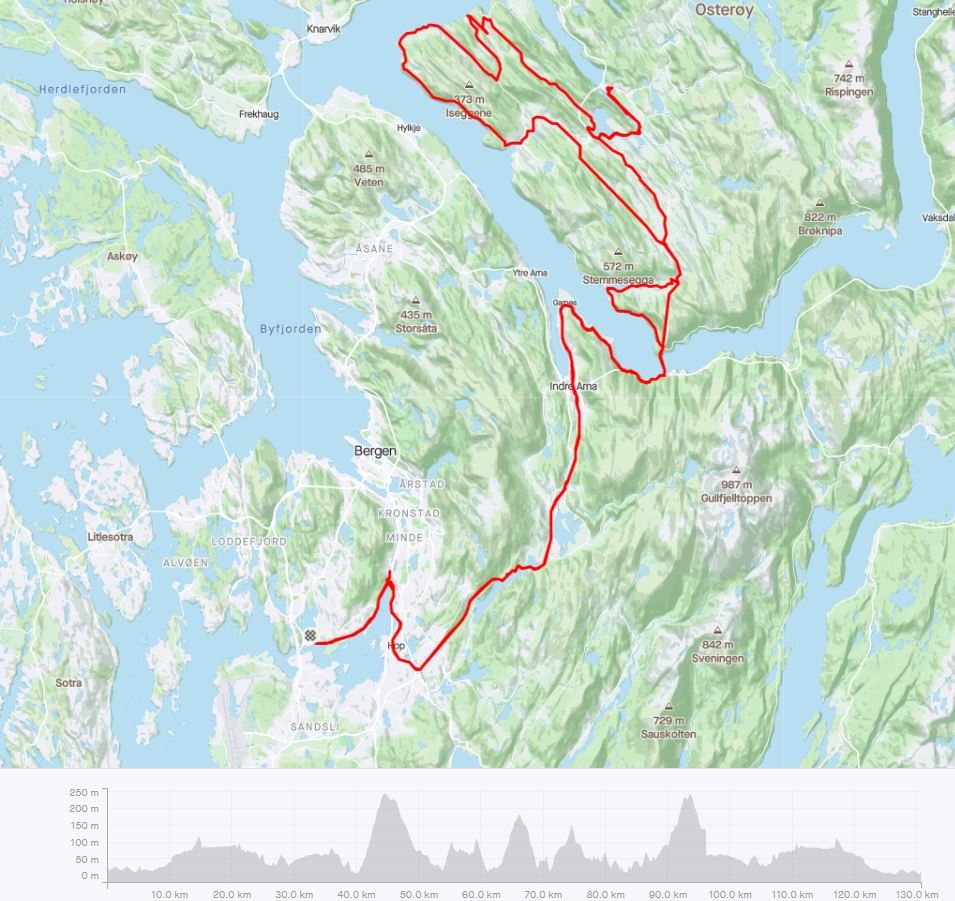 Holsnøy
Osterøy
Stanghelle
Knarvik
742 m
Rispingen
Herdlefjorden
373 m
Iseggene
Frekhaug
Hylkje
485 m
Veten
822 m
Brøknipa
Vaksdal
Askøy
ÅSANE
572 m
Stemmesegga
Ytre Arna
435 m
Storsåta
Garnes
Byfjorden
Indre Arna
Bergen
987 m
Gullfjelltoppen
ÅRSTAD
KRONSTAD
MINDE
Litlesotra
LODDEFJORD
ALVØEN
842 m
Sveningen
Hop
Sotra
729 m
Sauskolten
SANDSLI
250 m
200 m
150 m
100 m
50 m
0 m
10.0 km 20.0 km 30.0 km 40.0 km 50.0 km 60.0 km 70.0 km 80.0 km 90.0 km 100.0 km 110.0 km 120.0 km 130.0 km